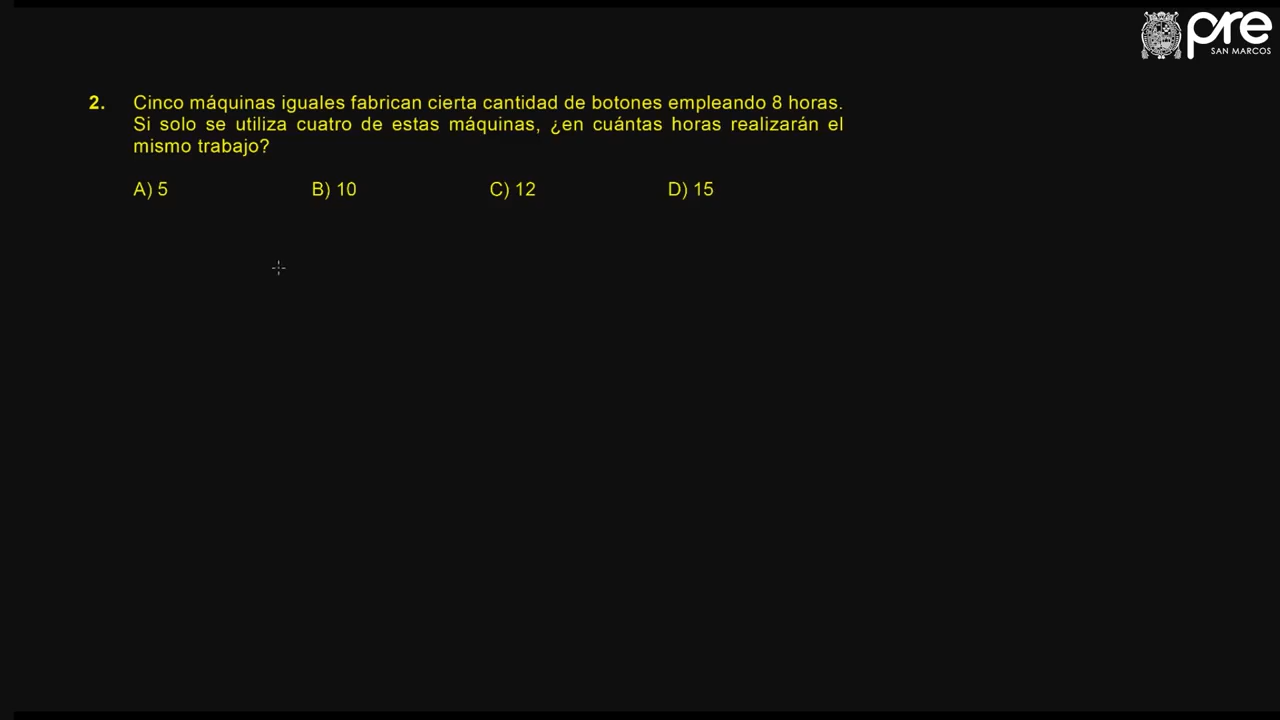 pre
SAN MARCOS
2. Cinco máquinas iguales fabrican cierta cantidad de botones empleando 8 horas.
Si solo se utiliza cuatro de estas máquinas, ¿en cuántas horas realizarán el
mismo trabajo?
A) 5 B) 10 C) 12 D) 15